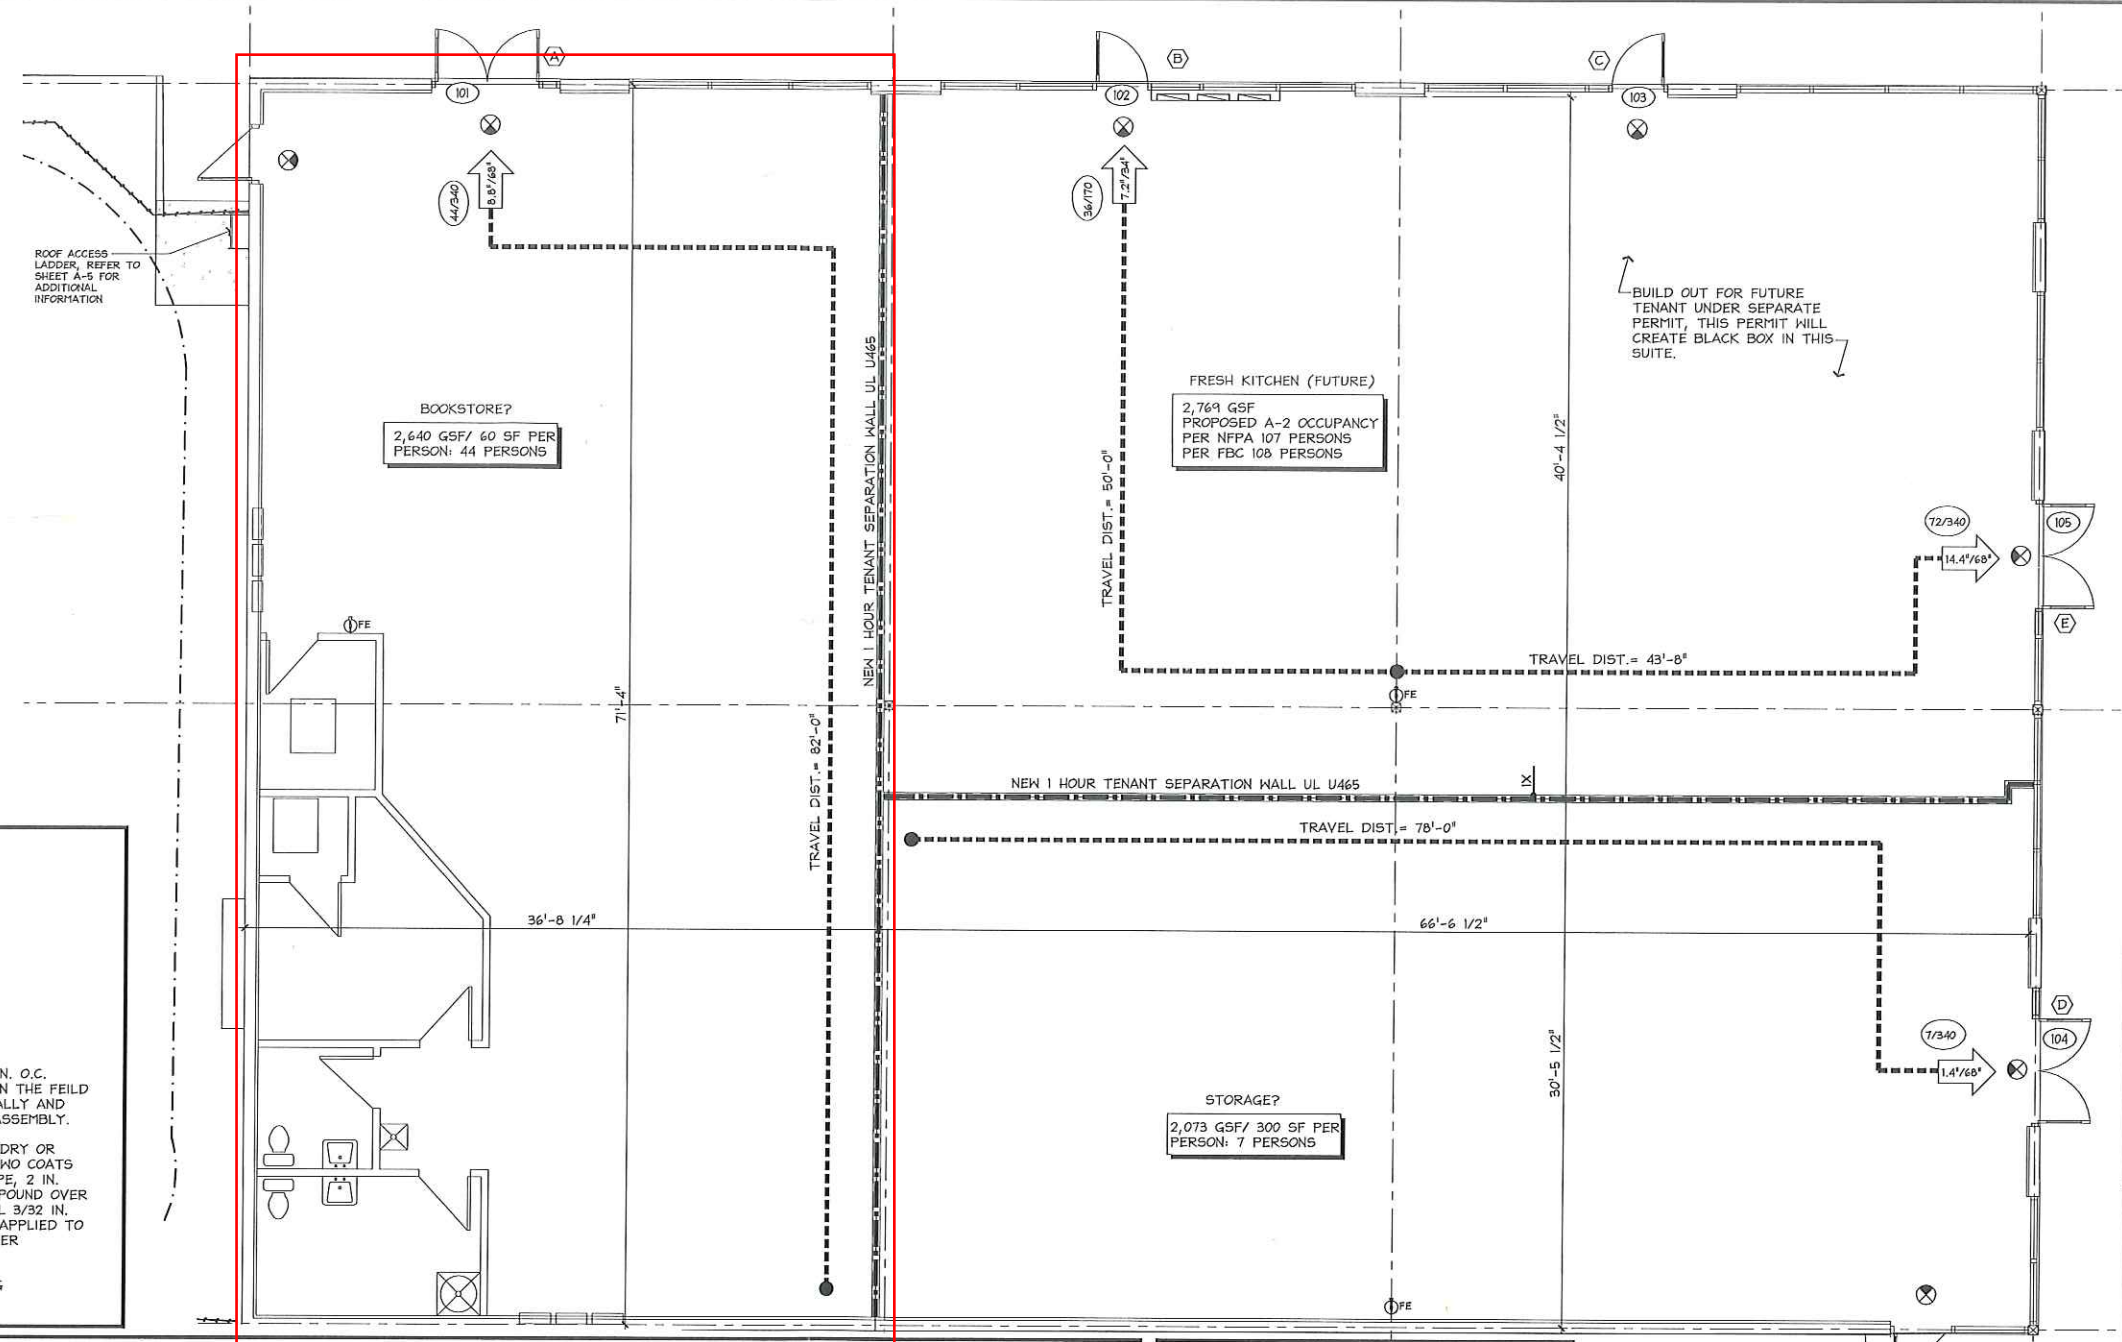 A
B
C
101
102
103
8.8"/68"
44/340
7.2"/34"
36/170
ROOF ACCESS
LADDER, REFER TO
SHEET A-5 FOR
ADDITIONAL
INFORMATION
BUILD OUT FOR FUTURE
TENANT UNDER SEPARATE
PERMIT, THIS PERMIT WILL
CREATE BLACK BOX IN THIS
SUITE.
BOOKSTORE?
2,640 GSF/ 60 SF PER
PERSON: 44 PERSONS
NEW 1 HOUR TENANT SEPARATION WALL UL U465
FRESH KITCHEN (FUTURE)
2,769 GSF
PROPOSED A-2 OCCUPANCY
PER NFPA 107 PERSONS
PER FBC 108 PERSONS
40'-4 1/2"
TRAVEL DIST.= 50'-0"
72/340
105
14.4"/68"
E
FE
TRAVEL DIST.= 43'-8"
FE
71'-4"
TRAVEL DIST.= 82'-0"
NEW 1 HOUR TENANT SEPARATION WALL UL U465
1X
TRAVEL DIST.= 78'-0"
36'-8 1/4"
66'-6 1/2"
D
7/340
104
1.4"/68"
30'-5 1/2"
STORAGE?
2,073 GSF/ 300 SF PER
PERSON: 7 PERSONS
FE
N. O.C.
N THE FEILD
ALLY AND
ASSEMBLY.
DRY OR
WO COATS
PE, 2 IN.
POUND OVER
L 3/32 IN.
APPLIED TO
ER